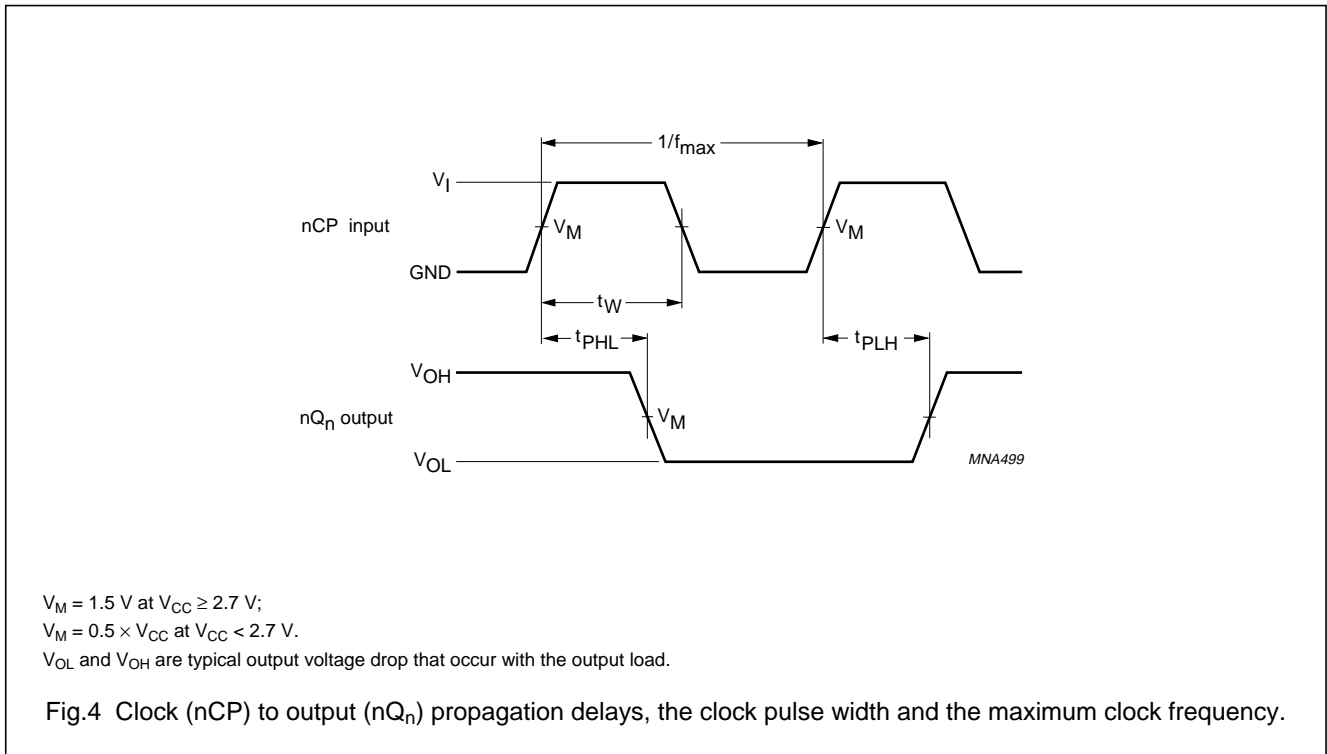 1/fmax
VI
nCP input
VM
VM
GND
tW
tPHL
tPLH
VOH
nQn output
VM
VOL
MNA499
VM = 1.5 V at VCC ≥ 2.7 V;
VM = 0.5 × VCC at VCC < 2.7 V.
VOL and VOH are typical output voltage drop that occur with the output load.
Fig.4 Clock (nCP) to output (nQn) propagation delays, the clock pulse width and the maximum clock frequency.